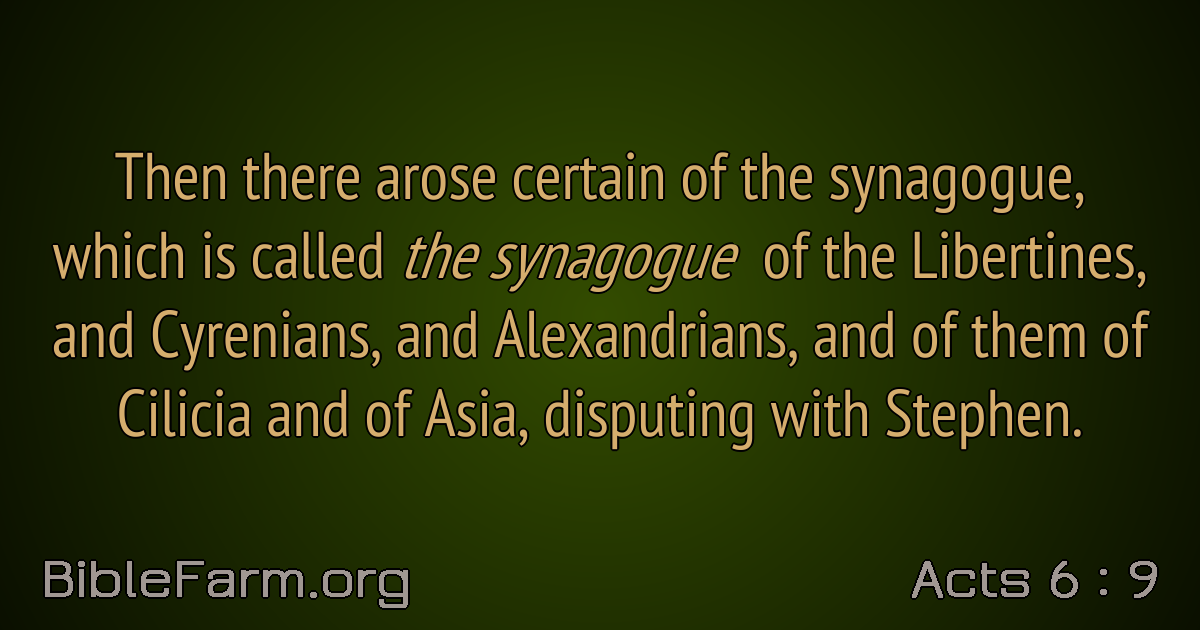 Then there arose certain of the synagogue,
which is called the synagogue of the Libertines,
and Cyrenians, and Alexandrians, and of them of
Cilicia and of Asia, disputing with Stephen.
BibleFarm.org
Acts 6 : 9